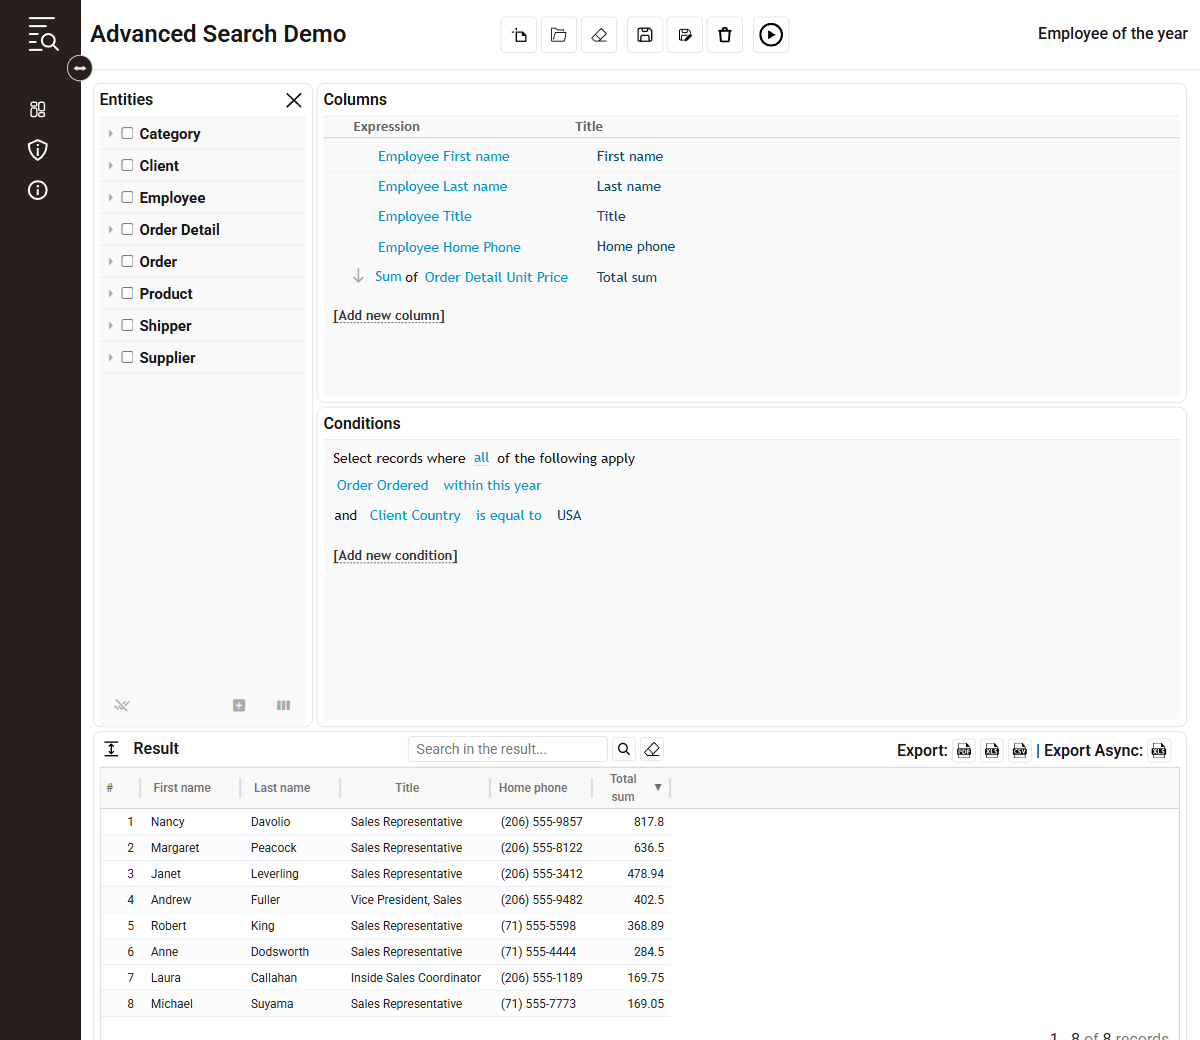 Advanced Search Demo
Employee of the year
Entities
Category
Client
Employee
Order Detail
Order
Product
Shipper
Supplier
Columns
Expression Title
Employee First name First name
Employee Last name Last name
Employee Title Title
Employee Home Phone Home phone
Sum of Order Detail Unit Price Total sum
[Add new column]
Conditions
Select records where all of the following apply
Order Ordered within this year
and Client Country is equal to USA
[Add new condition]
Result
Search in the result...
Export: PDF XLS CSV | Export Async: XLS
# First name Last name Title Home phone Total sum ▼
1 Nancy Davolio Sales Representative (206) 555-9857 817.8
2 Margaret Peacock Sales Representative (206) 555-8122 636.5
3 Janet Leverling Sales Representative (206) 555-3412 478.94
4 Andrew Fuller Vice President, Sales (206) 555-9482 402.5
5 Robert King Sales Representative (71) 555-5598 368.89
6 Anne Dodsworth Sales Representative (71) 555-4444 284.5
7 Laura Callahan Inside Sales Coordinator (206) 555-1189 169.75
8 Michael Suyama Sales Representative (71) 555-7773 169.05
1 - 8 of 8 records